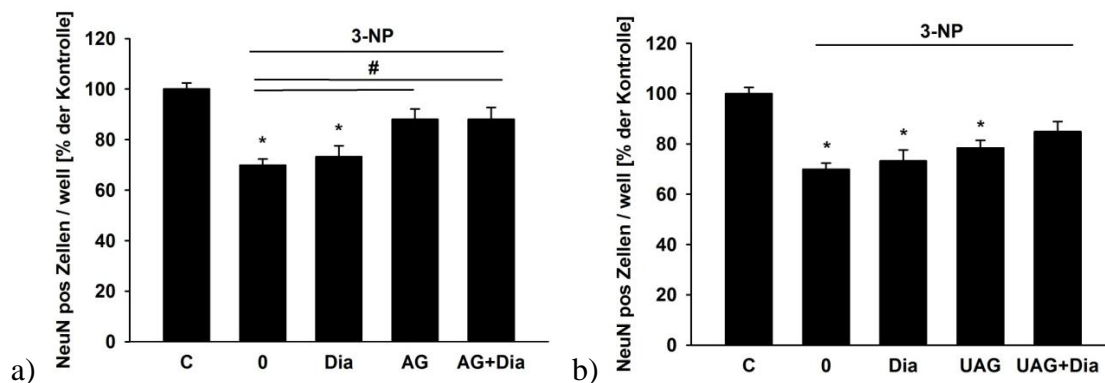 a)
NeuN pos Zellen / well [% der Kontrolle]
120
100
80
60
40
20
0
3-NP
#
*
*
C 0 Dia AG AG+Dia
b)
NeuN pos Zellen / well [% der Kontrolle]
120
100
80
60
40
20
0
3-NP
*
*
*
C 0 Dia UAG UAG+Dia